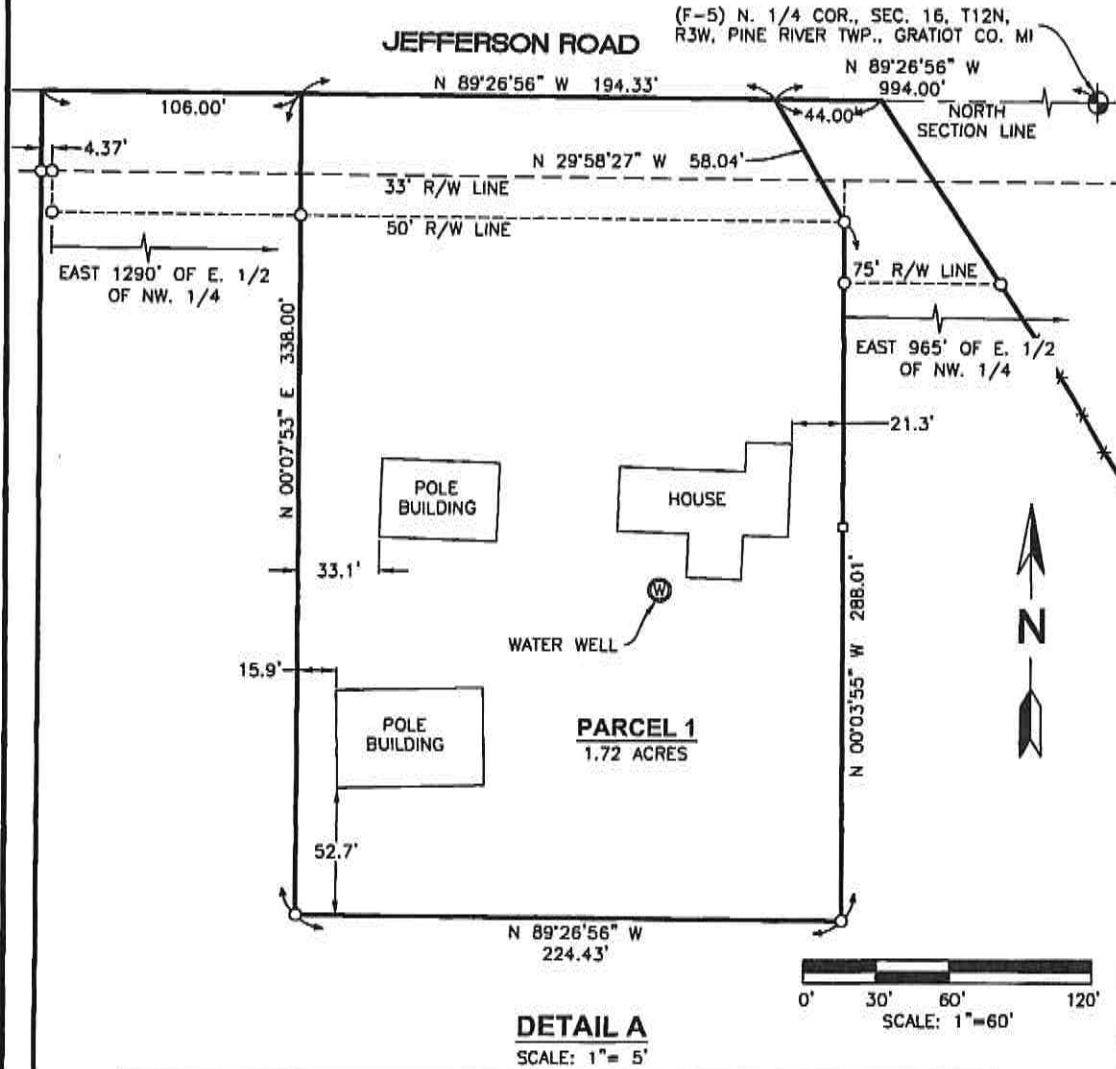 (F-5) N. 1/4 COR., SEC. 16, T12N,
R3W, PINE RIVER TWP., GRATIOT CO. MI
JEFFERSON ROAD
N 89°26'56" W
994.00'
N 89°26'56" W 194.33'
106.00'
44.00'
NORTH
SECTION LINE
4.37'
N 29°58'27" W 58.04'
33' R/W LINE
50' R/W LINE
EAST 1290' OF E. 1/2
OF NW. 1/4
75' R/W LINE
EAST 965' OF E. 1/2
OF NW. 1/4
N 00°07'53" E 338.00'
21.3'
POLE
BUILDING
HOUSE
33.1'
W
WATER WELL
N 00°03'55" W 288.01'
N
15.9'
POLE
BUILDING
PARCEL 1
1.72 ACRES
52.7'
N 89°26'56" W
224.43'
0' 30' 60' 120'
SCALE: 1"=60'
DETAIL A
SCALE: 1"= 5'